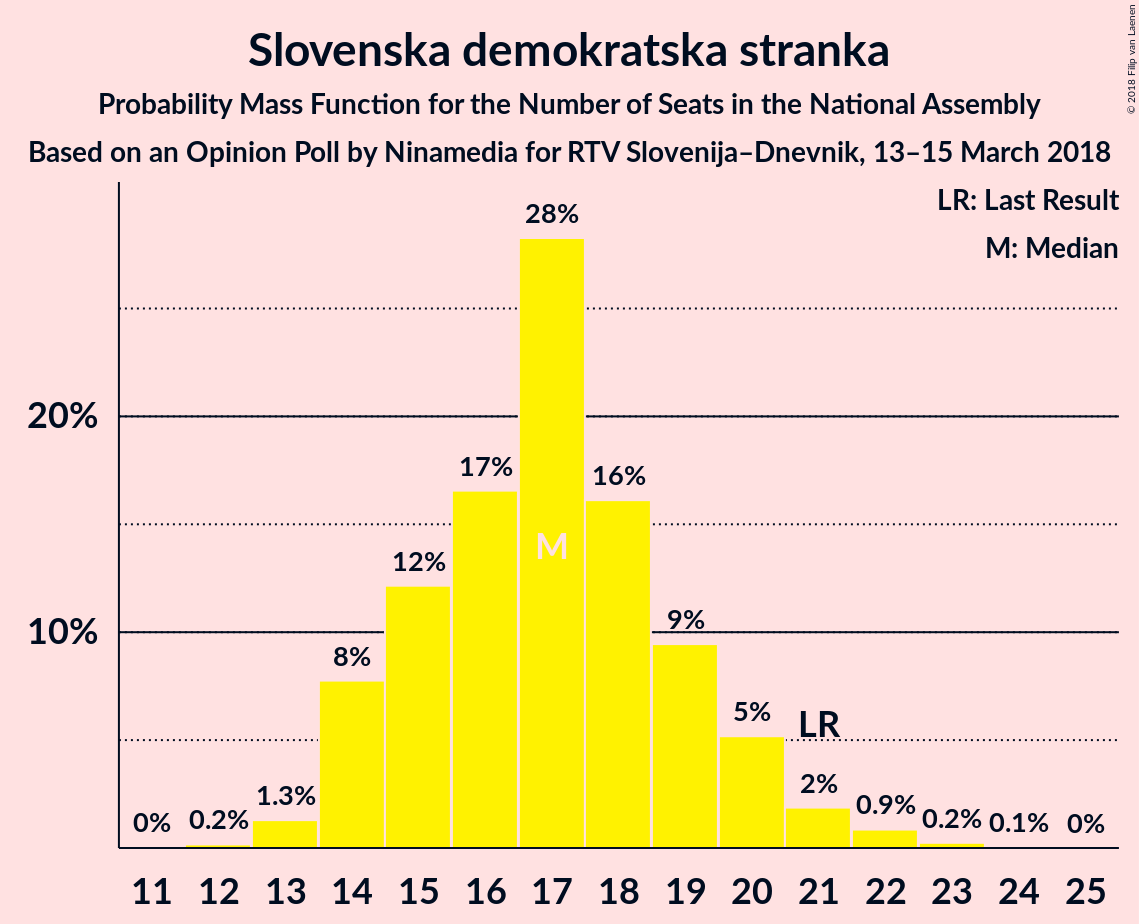 Slovenska demokratska stranka
Probability Mass Function for the Number of Seats in the National Assembly
Based on an Opinion Poll by Ninamedia for RTV Slovenija–Dnevnik, 13–15 March 2018
© 2018 Filip van Laenen
LR: Last Result
M: Median
28%
20%
17%
16%
M
12%
10%
9%
8%
5%
LR
2%
1.3%
0.9%
0% 0.2% 0.2% 0.1% 0%
11 12 13 14 15 16 17 18 19 20 21 22 23 24 25